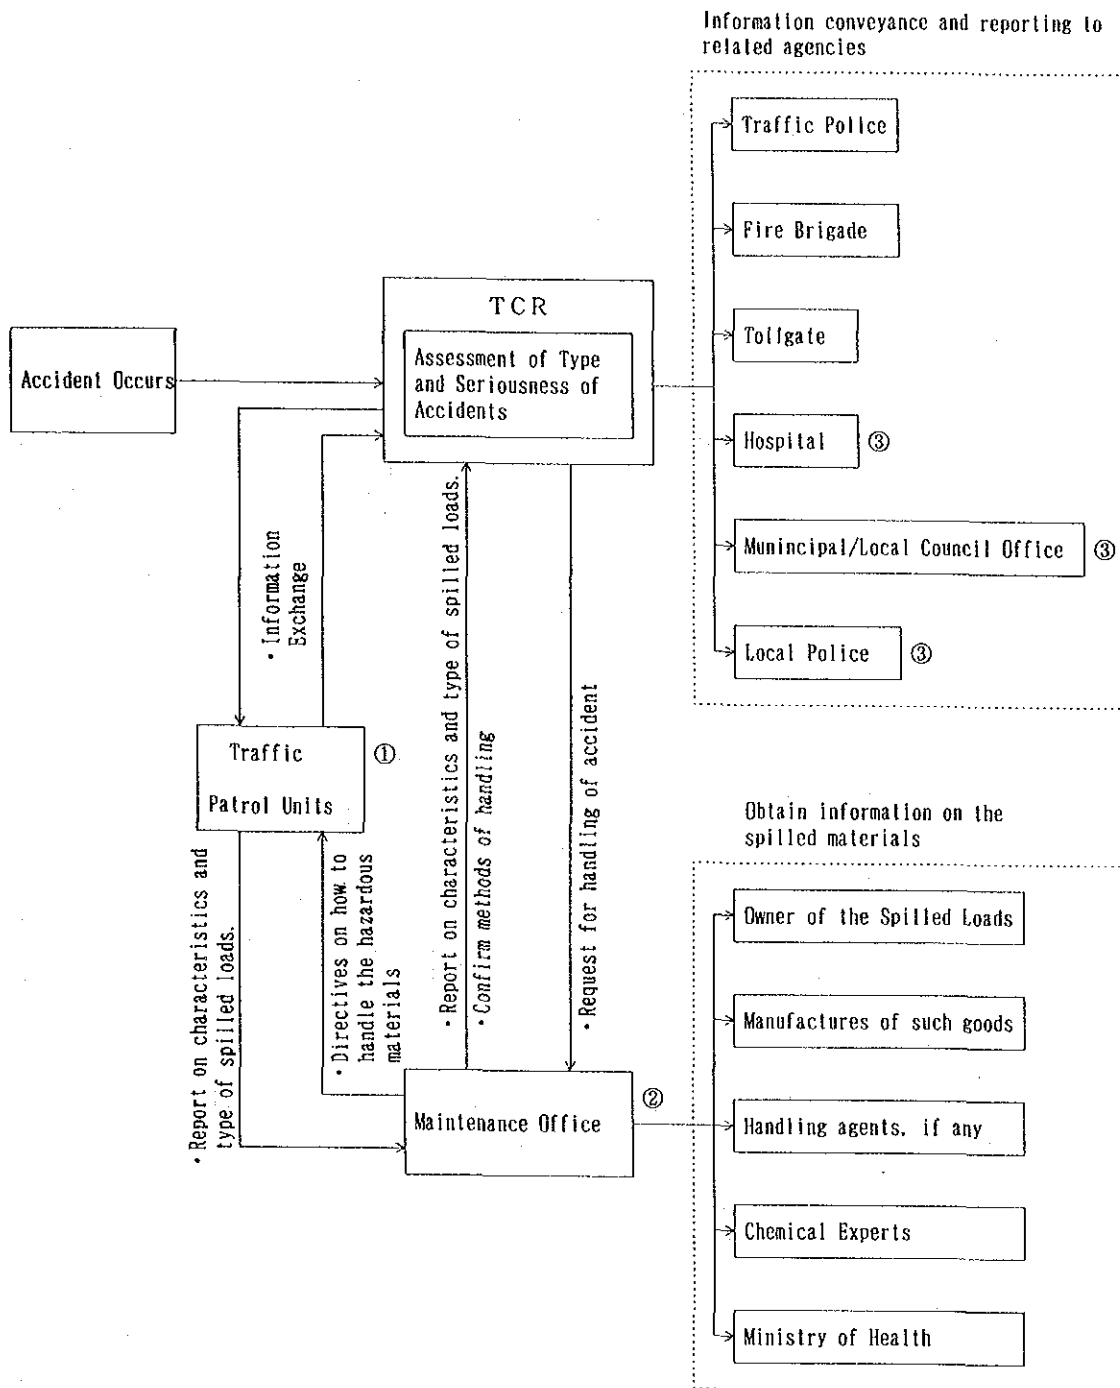 Information conveyance and reporting to
related agencies
Traffic Police
Fire Brigade
TCR
Assessment of Type
and Seriousness of
Accidents
Accident Occurs
Tollgate
Hospital ③
Munincipal/Local Council Office ③
Local Police ③
• Information
Exchange
Traffic
Patrol Units
①
• Report on characteristics and type of spilled loads.
• Confirm methods of handling
• Request for handling of accident
• Report on characteristics and
type of spilled loads.
• Directives on how to
handle the hazardous
materials
Maintenance Office
②
Obtain information on the
spilled materials
Owner of the Spilled Loads
Manufactures of such goods
Handling agents, if any
Chemical Experts
Ministry of Health